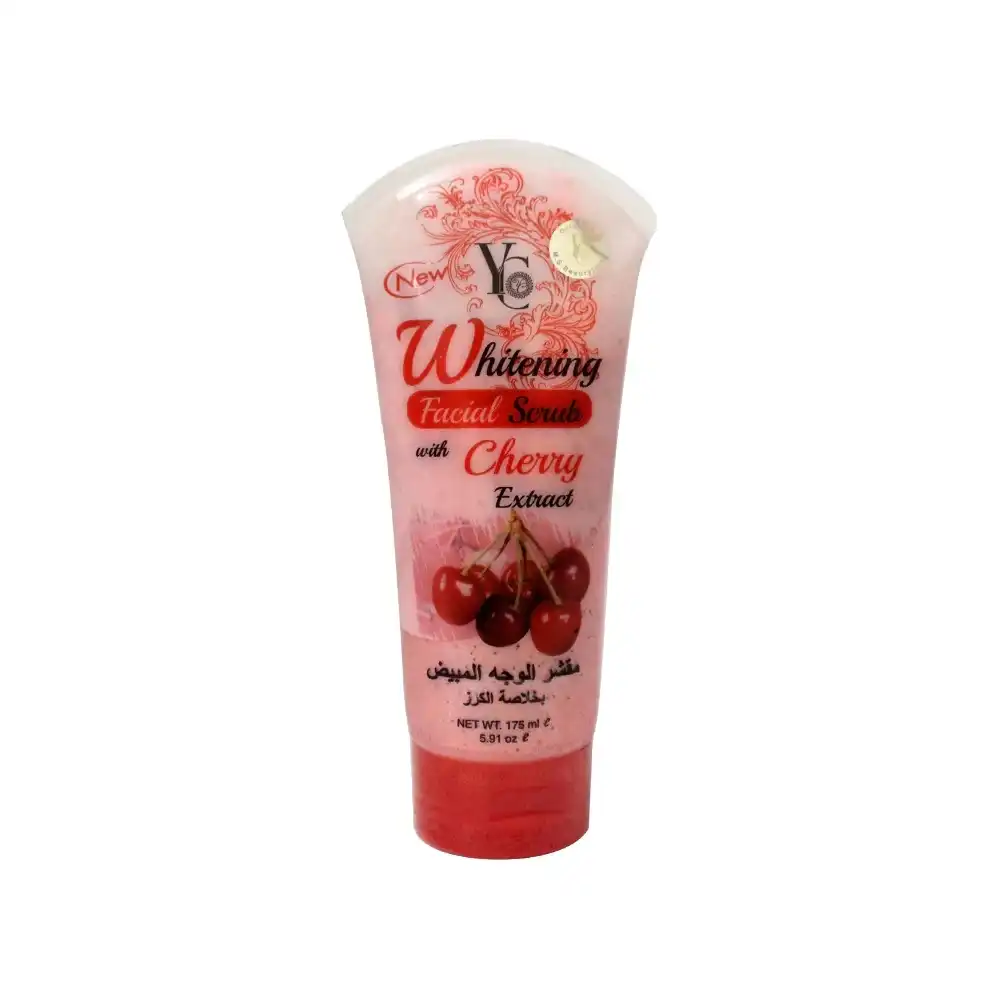 New
YC
Whitening
Facial Scrub
with Cherry
Extract
مقشر الوجه المبيض
بخلاصة الكرز
NET WT. 175 ml ℮
5.91 oz ℮